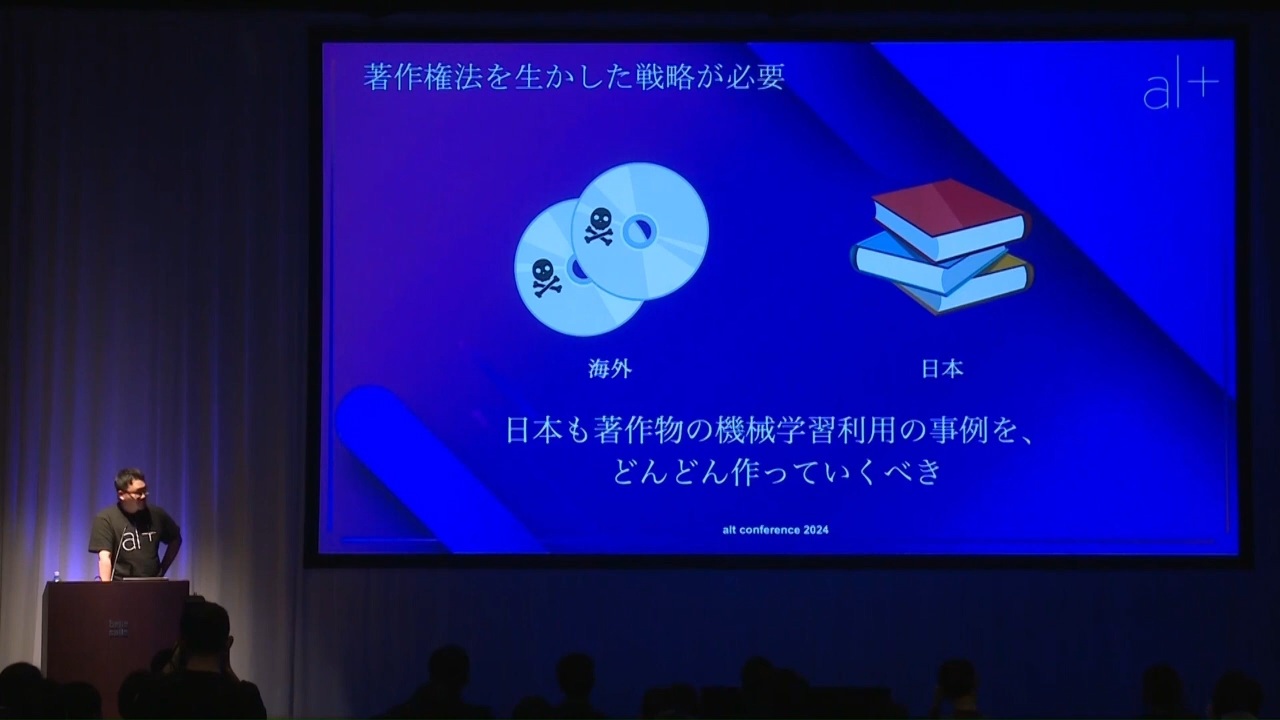 著作権法を生かした戦略が必要
alt
海外
日本
日本も著作物の機械学習利用の事例を、
どんどん作っていくべき
alt conference 2024
alt